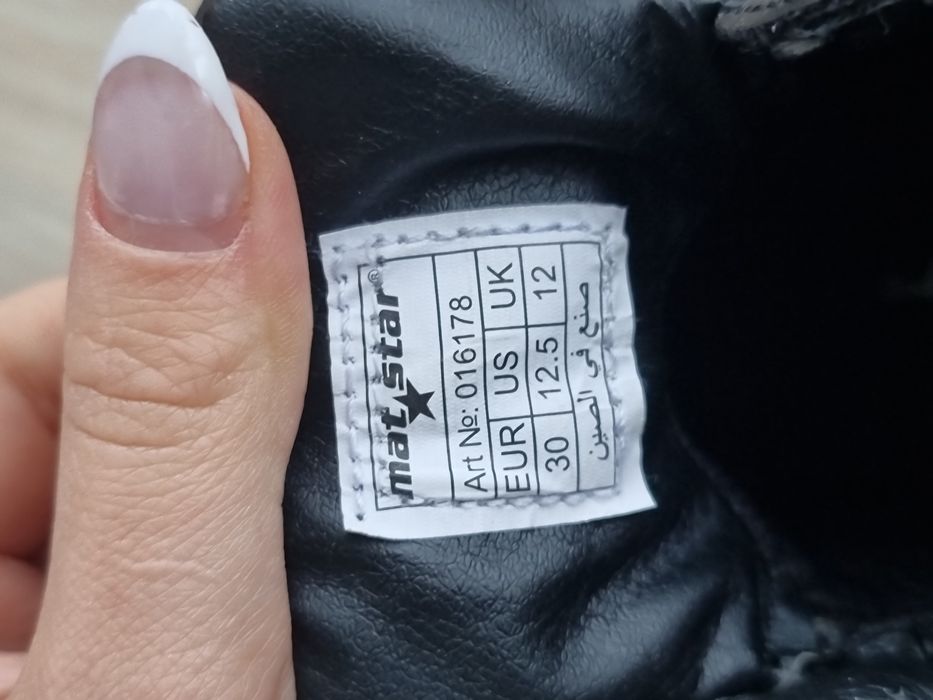 mat★star®
Art №: 016178
EUR US UK
30 12.5 12
صنع في الصين